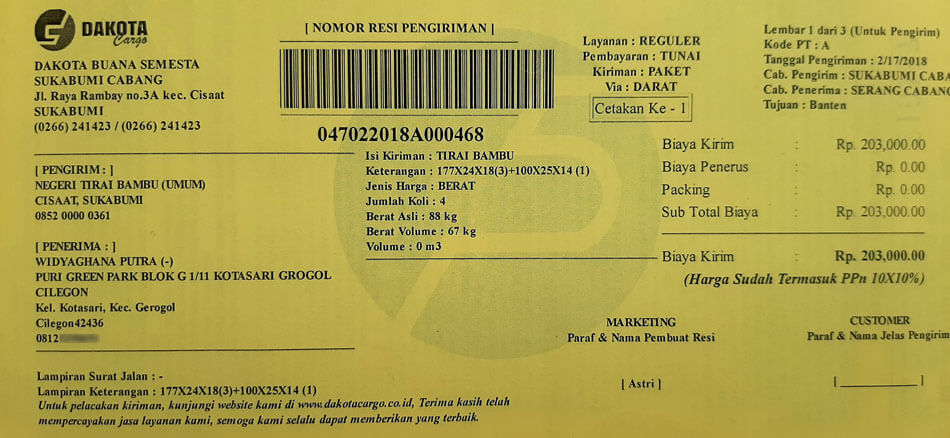 DAKOTA
Cargo
DAKOTA BUANA SEMESTA
SUKABUMI CABANG
Jl. Raya Rambay no.3A kec. Cisaat
SUKABUMI
(0266) 241423 / (0266) 241423
[ NOMOR RESI PENGIRIMAN ]
047022018A000468
Layanan : REGULER
Pembayaran : TUNAI
Kiriman : PAKET
Via : DARAT
Cetakan Ke - 1
Lembar 1 dari 3 (Untuk Pengirim)
Kode PT : A
Tanggal Pengiriman : 2/17/2018
Cab. Pengirim : SUKABUMI CABA
Cab. Penerima : SERANG CABANG
Tujuan : Banten
[ PENGIRIM : ]
NEGERI TIRAI BAMBU (UMUM)
CISAAT, SUKABUMI
0852 0000 0361
[ PENERIMA : ]
WIDYAGHANA PUTRA (-)
PURI GREEN PARK BLOK G 1/11 KOTASARI GROGOL
CILEGON
Kel. Kotasari, Kec. Gerogol
Cilegon42436
0812
Isi Kiriman : TIRAI BAMBU
Keterangan : 177X24X18(3)+100X25X14 (1)
Jenis Harga : BERAT
Jumlah Koli : 4
Berat Asli : 88 kg
Berat Volume : 67 kg
Volume : 0 m3
Biaya Kirim : Rp. 203,000.00
Biaya Penerus : Rp. 0.00
Packing : Rp. 0.00
Sub Total Biaya : Rp. 203,000.00
Biaya Kirim : Rp. 203,000.00
(Harga Sudah Termasuk PPn 10X10%)
MARKETING
Paraf & Nama Pembuat Resi
[ Astri ]
CUSTOMER
Paraf & Nama Jelas Pengirim
[ __________ ]
Lampiran Surat Jalan : -
Lampiran Keterangan : 177X24X18(3)+100X25X14 (1)
Untuk pelacakan kiriman, kunjungi website kami di www.dakotacargo.co.id, Terima kasih telah
mempercayakan jasa layanan kami, semoga kami selalu dapat memberikan yang terbaik.